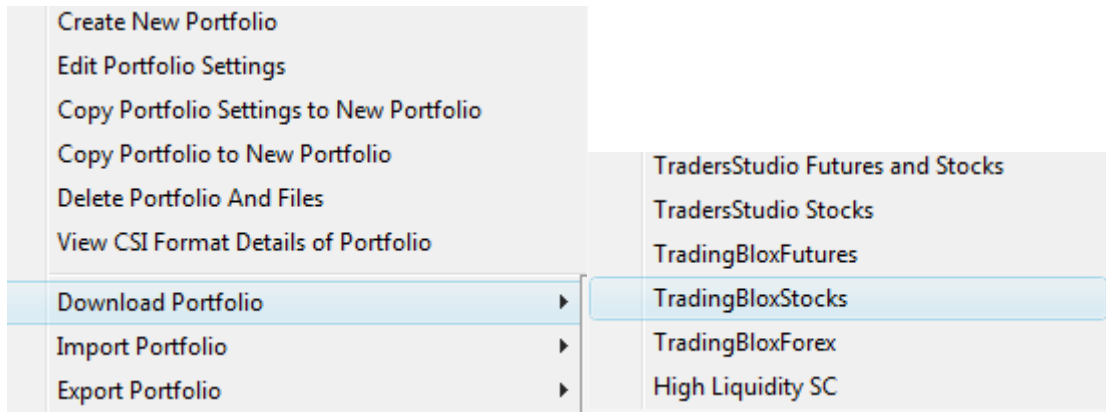 Create New Portfolio
Edit Portfolio Settings
Copy Portfolio Settings to New Portfolio
Copy Portfolio to New Portfolio
Delete Portfolio And Files
View CSI Format Details of Portfolio
Download Portfolio
Import Portfolio
Export Portfolio
TradersStudio Futures and Stocks
TradersStudio Stocks
TradingBloxFutures
TradingBloxStocks
TradingBloxForex
High Liquidity SC